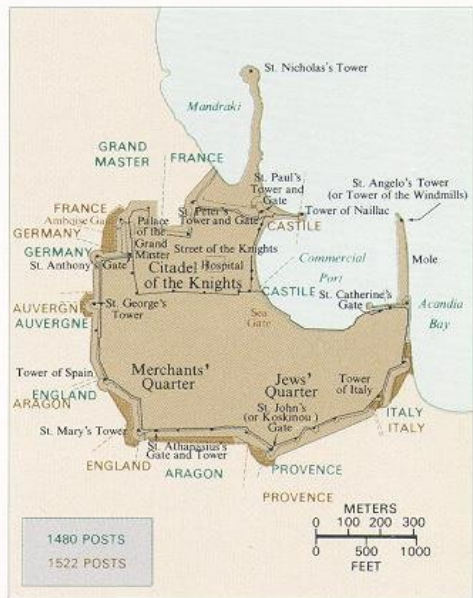 St. Nicholas's Tower
Mandraki
GRAND
MASTER
FRANCE
St. Paul's
Tower and
Gate
St. Angelo's Tower
(or Tower of the Windmills)
FRANCE
Amboise Gate
Palace
of the
Grand
Master
St. Peter's
Tower and Gate
Tower of Naillac
CASTILE
GERMANY
Street of the Knights
GERMANY
St. Anthony's Gate
Citadel
of the Knights
Hospital
Commercial
Port
Mole
CASTILE
St. Catherine's
Gate
Acandia
Bay
AUVERGNE
AUVERGNE
St. George's
Tower
Sea
Gate
Tower of Spain
Merchants'
Quarter
Jews'
Quarter
Tower
of Italy
ENGLAND
ARAGON
St. John's
(or Koskinou)
Gate
ITALY
ITALY
St. Mary's Tower
St. Athanasius's
Gate and Tower
ENGLAND
ARAGON
PROVENCE
PROVENCE
METERS
0 100 200 300
0 500 1000
FEET
1480 POSTS
1522 POSTS